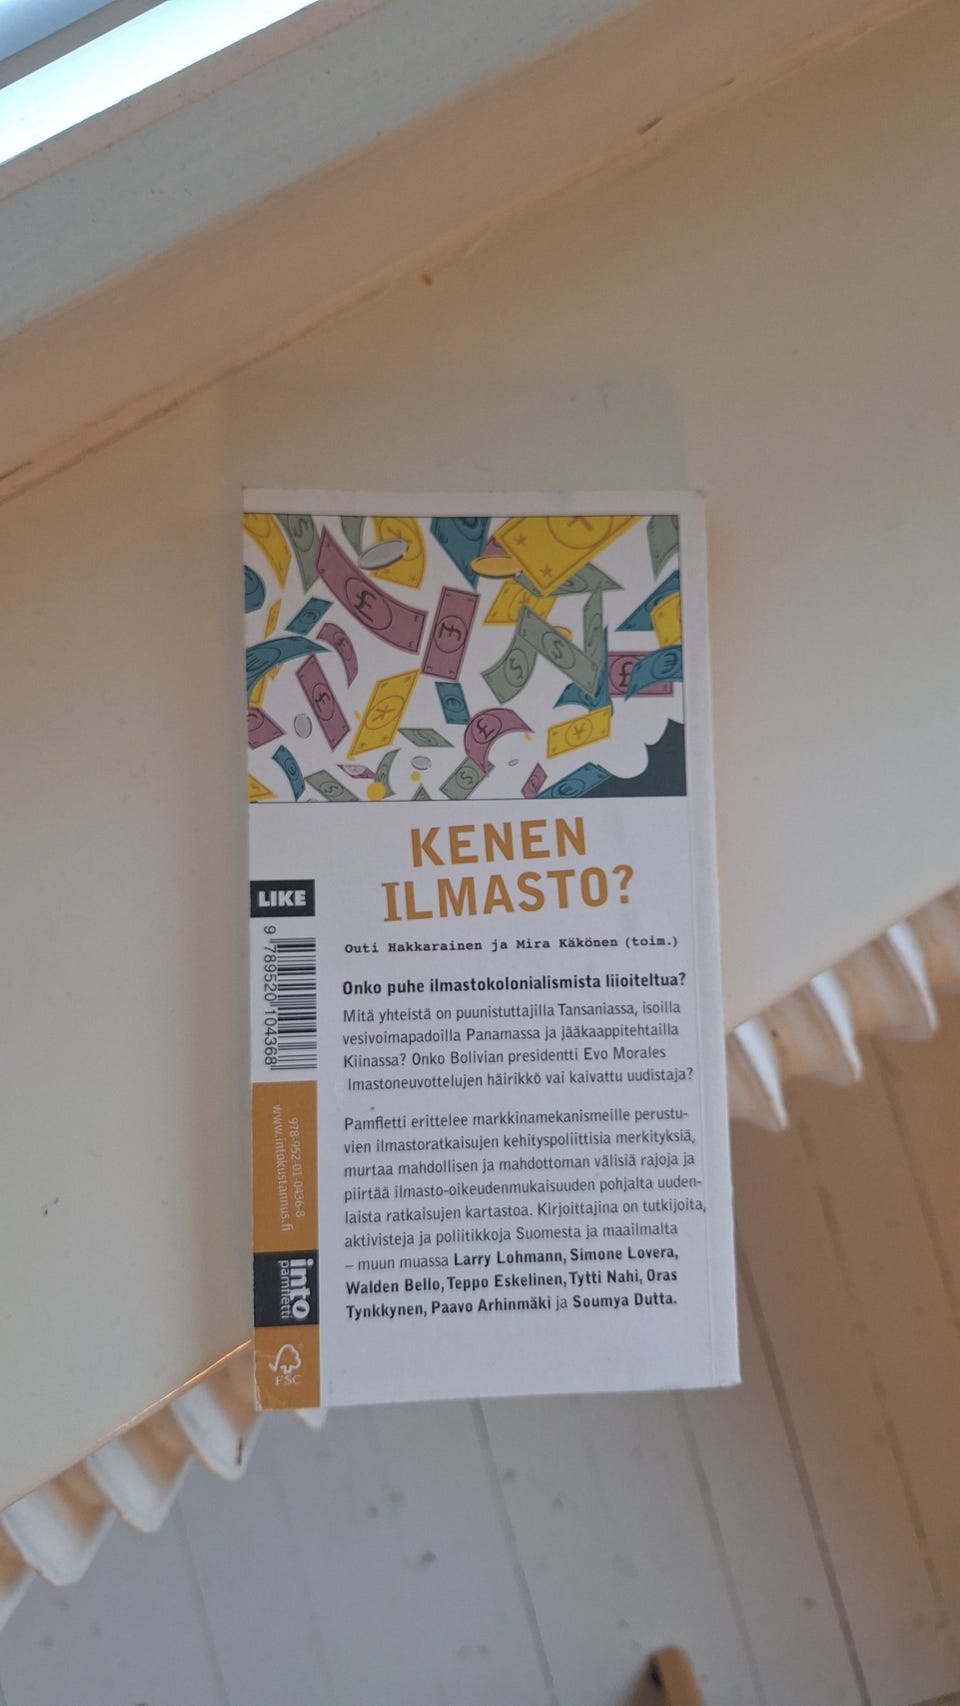 KENEN
ILMASTO?
Outi Hakkarainen ja Mira Käkönen (toim.)
Onko puhe ilmastokolonialismista liioiteltua?
Mitä yhteistä on puunistuttajilla Tansaniassa, isoilla
vesivoimapadoilla Panamassa ja jääkaappitehtailla
Kiinassa? Onko Bolivian presidentti Evo Morales
lmastoneuvottelujen häirikkö vai kaivattu uudistaja?
Pamfletti erittelee markkinamekanismeille perustu-
vien ilmastoratkaisujen kehityspoliittisia merkityksiä,
murtaa mahdollisen ja mahdottoman välisiä rajoja ja
piirtää ilmasto-oikeudenmukaisuuden pohjalta uuden-
laista ratkaisujen kartastoa. Kirjoittajina on tutkijoita,
aktivisteja ja poliitikkoja Suomesta ja maailmalta
– muun muassa Larry Lohmann, Simone Lovera,
Walden Bello, Teppo Eskelinen, Tytti Nahi, Oras
Tynkkynen, Paavo Arhinmäki ja Soumya Dutta.
LIKE
9 789520 104368
978-952-01-0436-8
www.intokustannus.fi
into
pamfletti
FSC